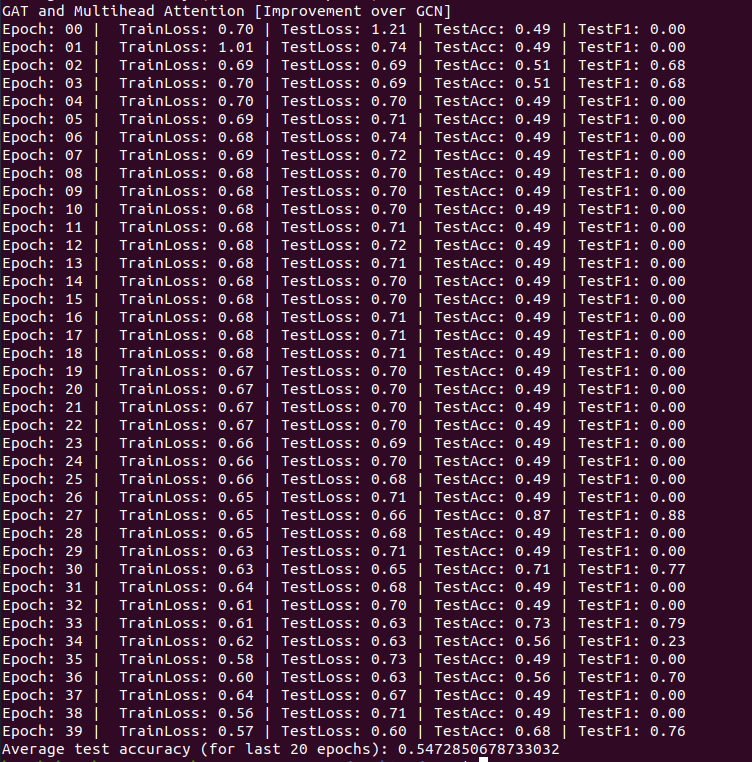 GAT and Multihead Attention [Improvement over GCN]
Epoch: 00 |  TrainLoss: 0.70 | TestLoss: 1.21 | TestAcc: 0.49 | TestF1: 0.00
Epoch: 01 |  TrainLoss: 1.01 | TestLoss: 0.74 | TestAcc: 0.49 | TestF1: 0.00
Epoch: 02 |  TrainLoss: 0.69 | TestLoss: 0.69 | TestAcc: 0.51 | TestF1: 0.68
Epoch: 03 |  TrainLoss: 0.70 | TestLoss: 0.69 | TestAcc: 0.51 | TestF1: 0.68
Epoch: 04 |  TrainLoss: 0.70 | TestLoss: 0.70 | TestAcc: 0.49 | TestF1: 0.00
Epoch: 05 |  TrainLoss: 0.69 | TestLoss: 0.71 | TestAcc: 0.49 | TestF1: 0.00
Epoch: 06 |  TrainLoss: 0.68 | TestLoss: 0.74 | TestAcc: 0.49 | TestF1: 0.00
Epoch: 07 |  TrainLoss: 0.69 | TestLoss: 0.72 | TestAcc: 0.49 | TestF1: 0.00
Epoch: 08 |  TrainLoss: 0.68 | TestLoss: 0.70 | TestAcc: 0.49 | TestF1: 0.00
Epoch: 09 |  TrainLoss: 0.68 | TestLoss: 0.70 | TestAcc: 0.49 | TestF1: 0.00
Epoch: 10 |  TrainLoss: 0.68 | TestLoss: 0.70 | TestAcc: 0.49 | TestF1: 0.00
Epoch: 11 |  TrainLoss: 0.68 | TestLoss: 0.71 | TestAcc: 0.49 | TestF1: 0.00
Epoch: 12 |  TrainLoss: 0.68 | TestLoss: 0.72 | TestAcc: 0.49 | TestF1: 0.00
Epoch: 13 |  TrainLoss: 0.68 | TestLoss: 0.71 | TestAcc: 0.49 | TestF1: 0.00
Epoch: 14 |  TrainLoss: 0.68 | TestLoss: 0.70 | TestAcc: 0.49 | TestF1: 0.00
Epoch: 15 |  TrainLoss: 0.68 | TestLoss: 0.70 | TestAcc: 0.49 | TestF1: 0.00
Epoch: 16 |  TrainLoss: 0.68 | TestLoss: 0.71 | TestAcc: 0.49 | TestF1: 0.00
Epoch: 17 |  TrainLoss: 0.68 | TestLoss: 0.71 | TestAcc: 0.49 | TestF1: 0.00
Epoch: 18 |  TrainLoss: 0.68 | TestLoss: 0.71 | TestAcc: 0.49 | TestF1: 0.00
Epoch: 19 |  TrainLoss: 0.67 | TestLoss: 0.70 | TestAcc: 0.49 | TestF1: 0.00
Epoch: 20 |  TrainLoss: 0.67 | TestLoss: 0.70 | TestAcc: 0.49 | TestF1: 0.00
Epoch: 21 |  TrainLoss: 0.67 | TestLoss: 0.70 | TestAcc: 0.49 | TestF1: 0.00
Epoch: 22 |  TrainLoss: 0.67 | TestLoss: 0.70 | TestAcc: 0.49 | TestF1: 0.00
Epoch: 23 |  TrainLoss: 0.66 | TestLoss: 0.69 | TestAcc: 0.49 | TestF1: 0.00
Epoch: 24 |  TrainLoss: 0.66 | TestLoss: 0.70 | TestAcc: 0.49 | TestF1: 0.00
Epoch: 25 |  TrainLoss: 0.66 | TestLoss: 0.68 | TestAcc: 0.49 | TestF1: 0.00
Epoch: 26 |  TrainLoss: 0.65 | TestLoss: 0.71 | TestAcc: 0.49 | TestF1: 0.00
Epoch: 27 |  TrainLoss: 0.65 | TestLoss: 0.66 | TestAcc: 0.87 | TestF1: 0.88
Epoch: 28 |  TrainLoss: 0.65 | TestLoss: 0.68 | TestAcc: 0.49 | TestF1: 0.00
Epoch: 29 |  TrainLoss: 0.63 | TestLoss: 0.71 | TestAcc: 0.49 | TestF1: 0.00
Epoch: 30 |  TrainLoss: 0.63 | TestLoss: 0.65 | TestAcc: 0.71 | TestF1: 0.77
Epoch: 31 |  TrainLoss: 0.64 | TestLoss: 0.68 | TestAcc: 0.49 | TestF1: 0.00
Epoch: 32 |  TrainLoss: 0.61 | TestLoss: 0.70 | TestAcc: 0.49 | TestF1: 0.00
Epoch: 33 |  TrainLoss: 0.61 | TestLoss: 0.63 | TestAcc: 0.73 | TestF1: 0.79
Epoch: 34 |  TrainLoss: 0.62 | TestLoss: 0.63 | TestAcc: 0.56 | TestF1: 0.23
Epoch: 35 |  TrainLoss: 0.58 | TestLoss: 0.73 | TestAcc: 0.49 | TestF1: 0.00
Epoch: 36 |  TrainLoss: 0.60 | TestLoss: 0.63 | TestAcc: 0.56 | TestF1: 0.70
Epoch: 37 |  TrainLoss: 0.64 | TestLoss: 0.67 | TestAcc: 0.49 | TestF1: 0.00
Epoch: 38 |  TrainLoss: 0.56 | TestLoss: 0.71 | TestAcc: 0.49 | TestF1: 0.00
Epoch: 39 |  TrainLoss: 0.57 | TestLoss: 0.60 | TestAcc: 0.68 | TestF1: 0.76
Average test accuracy (for last 20 epochs): 0.5472850678733032